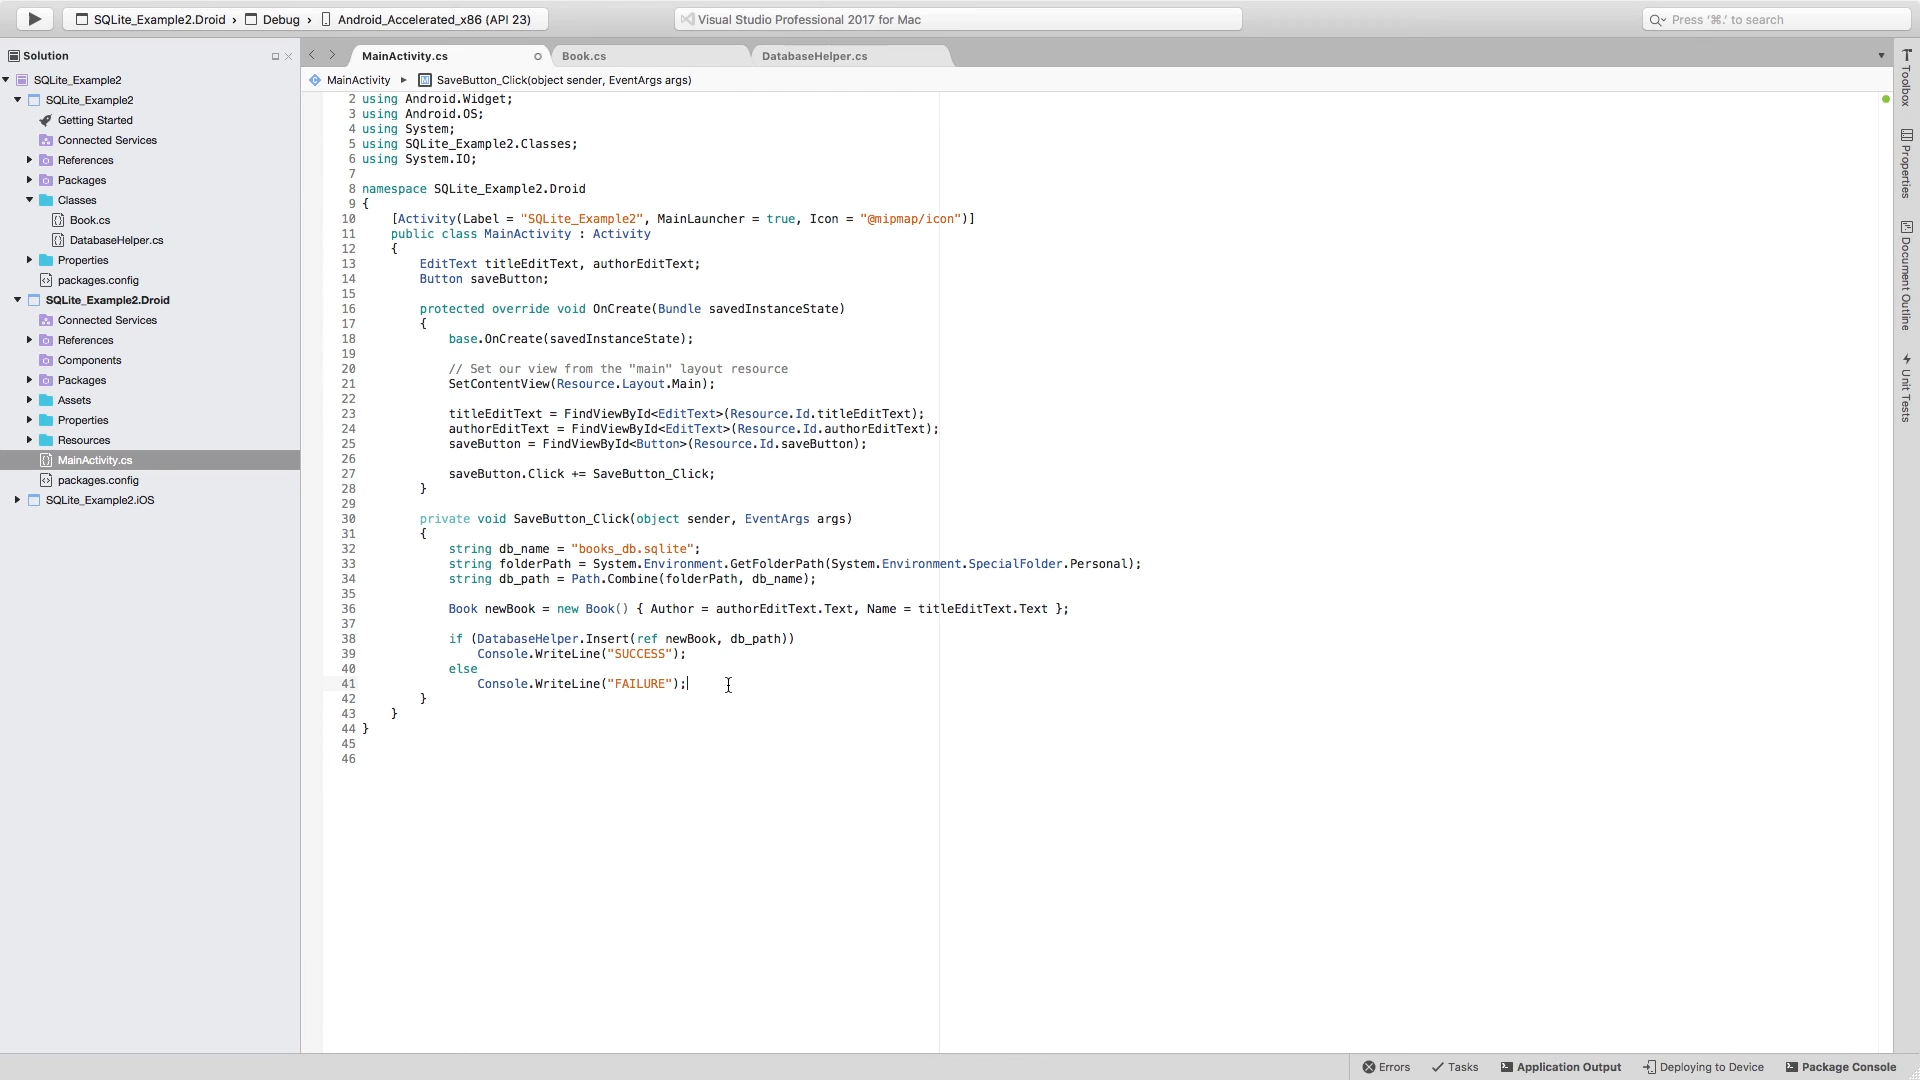 SQLite_Example2.Droid › Debug › Android_Accelerated_x86 (API 23)
Visual Studio Professional 2017 for Mac
Press ‘⌘.’ to search
Solution
SQLite_Example2
SQLite_Example2
Getting Started
Connected Services
References
Packages
Classes
Book.cs
DatabaseHelper.cs
Properties
packages.config
SQLite_Example2.Droid
Connected Services
References
Components
Packages
Assets
Properties
Resources
MainActivity.cs
packages.config
SQLite_Example2.iOS
MainActivity.cs
Book.cs
DatabaseHelper.cs
MainActivity ▸ SaveButton_Click(object sender, EventArgs args)
2 using Android.Widget;
3 using Android.OS;
4 using System;
5 using SQLite_Example2.Classes;
6 using System.IO;
7
8 namespace SQLite_Example2.Droid
9 {
10 [Activity(Label = "SQLite_Example2", MainLauncher = true, Icon = "@mipmap/icon")]
11 public class MainActivity : Activity
12 {
13 EditText titleEditText, authorEditText;
14 Button saveButton;
15
16 protected override void OnCreate(Bundle savedInstanceState)
17 {
18 base.OnCreate(savedInstanceState);
19
20 // Set our view from the "main" layout resource
21 SetContentView(Resource.Layout.Main);
22
23 titleEditText = FindViewById<EditText>(Resource.Id.titleEditText);
24 authorEditText = FindViewById<EditText>(Resource.Id.authorEditText);
25 saveButton = FindViewById<Button>(Resource.Id.saveButton);
26
27 saveButton.Click += SaveButton_Click;
28 }
29
30 private void SaveButton_Click(object sender, EventArgs args)
31 {
32 string db_name = "books_db.sqlite";
33 string folderPath = System.Environment.GetFolderPath(System.Environment.SpecialFolder.Personal);
34 string db_path = Path.Combine(folderPath, db_name);
35
36 Book newBook = new Book() { Author = authorEditText.Text, Name = titleEditText.Text };
37
38 if (DatabaseHelper.Insert(ref newBook, db_path))
39 Console.WriteLine("SUCCESS");
40 else
41 Console.WriteLine("FAILURE");
42 }
43 }
44 }
45
46
Toolbox
Properties
Document Outline
Unit Tests
Errors
Tasks
Application Output
Deploying to Device
Package Console